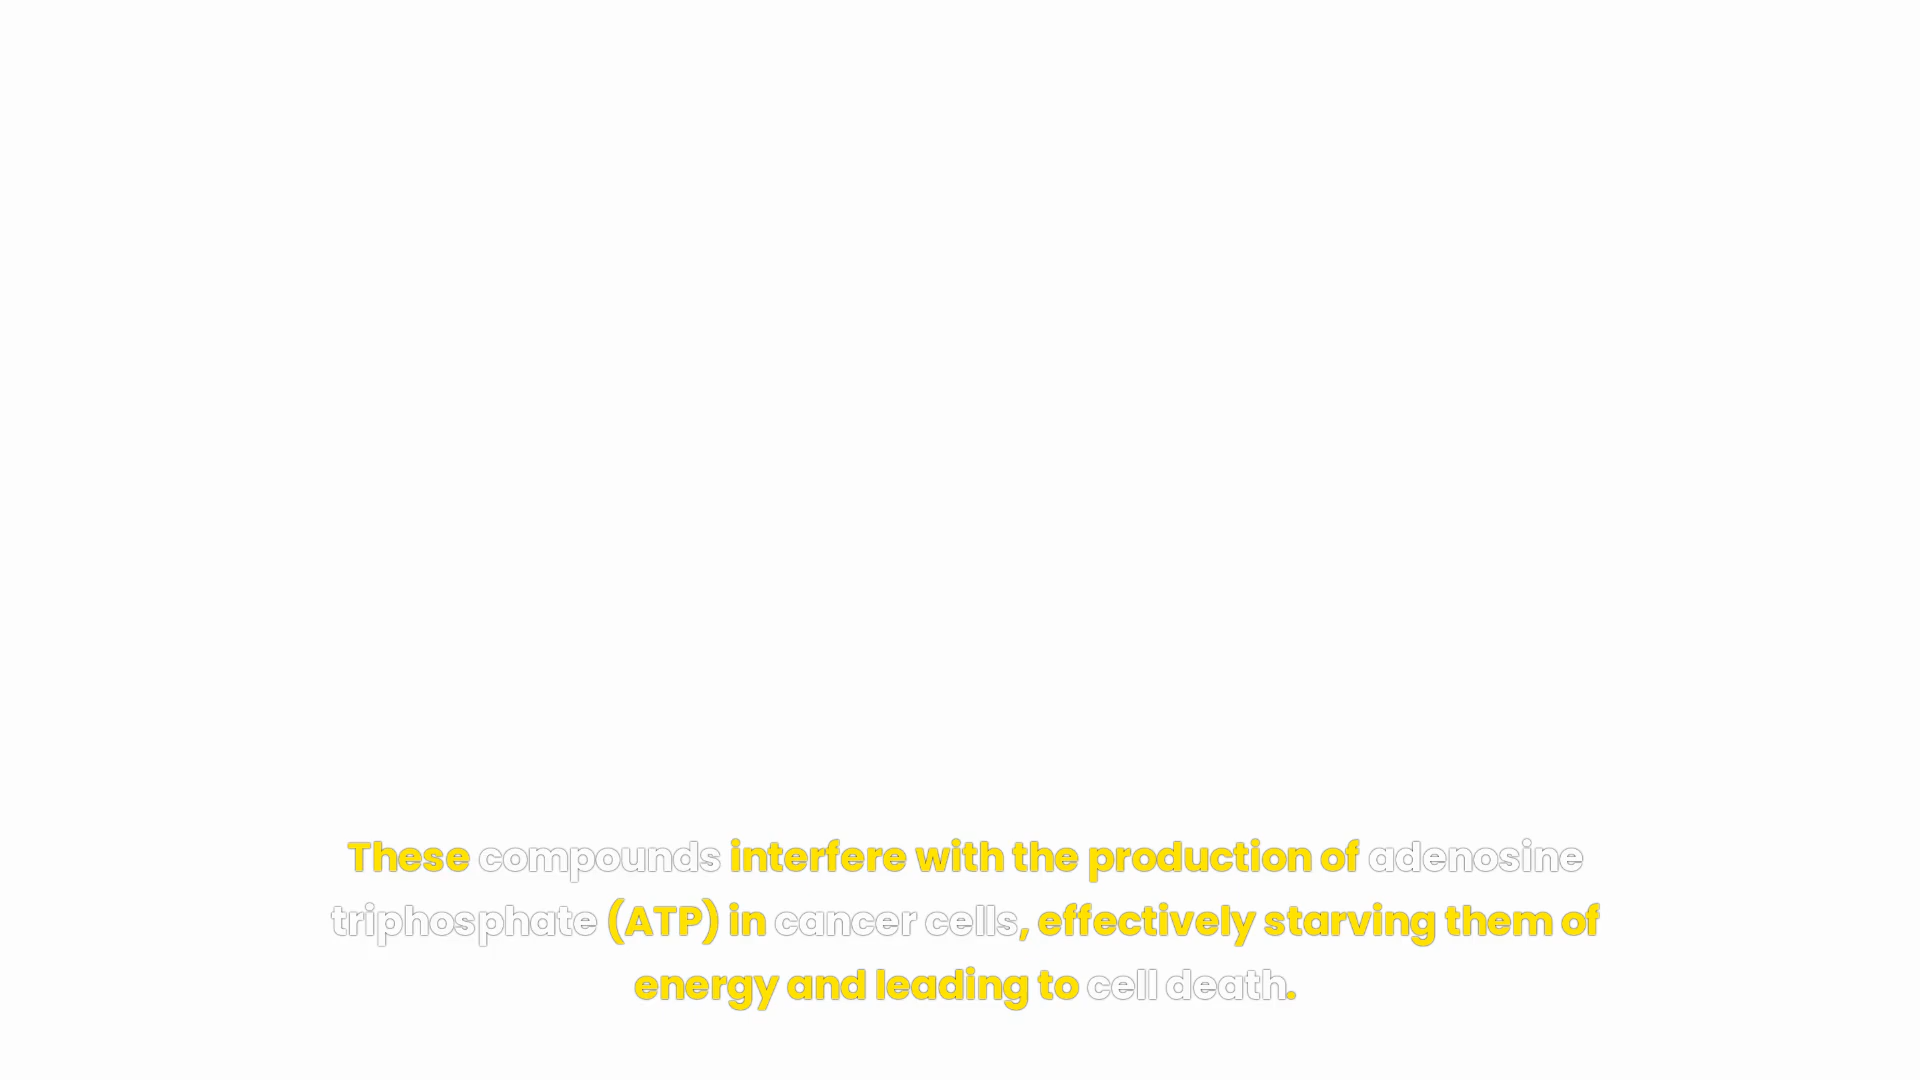 These compounds interfere with the production of adenosine
triphosphate (ATP) in cancer cells, effectively starving them of
energy and leading to cell death.